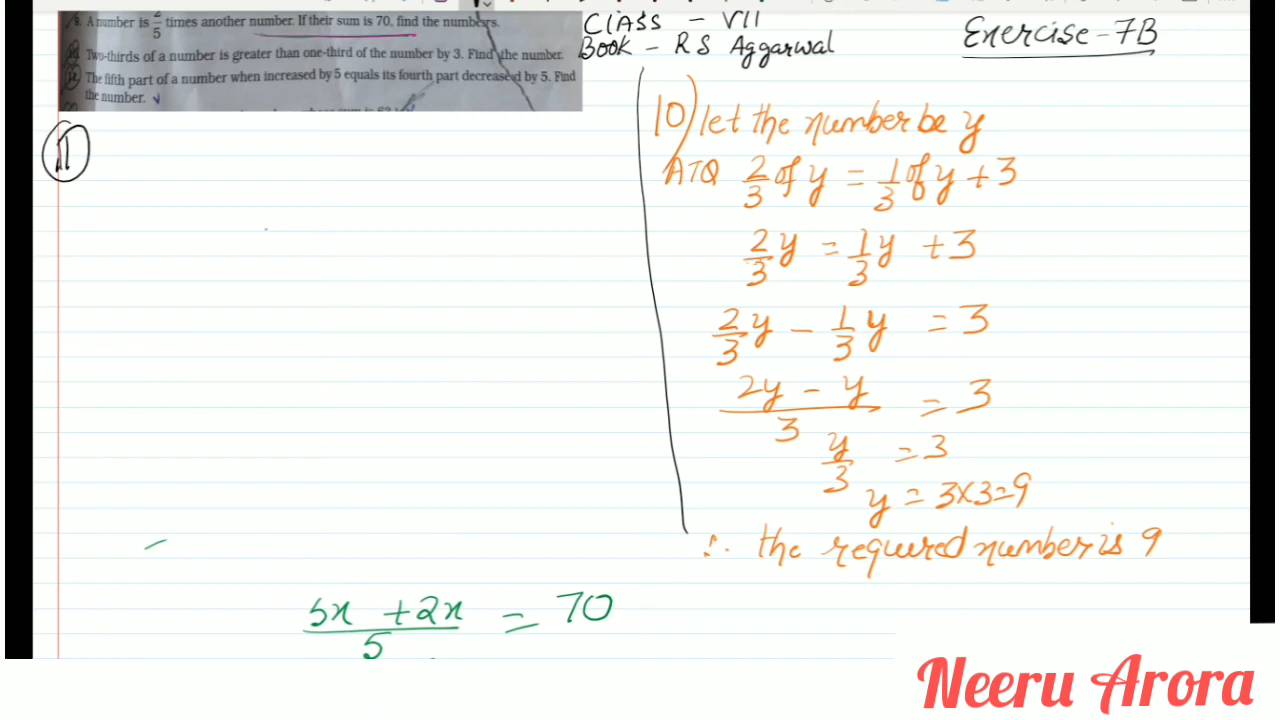 8. A number is 2/5 times another number. If their sum is 70, find the numbers.
Two-thirds of a number is greater than one-third of the number by 3. Find the number.
The fifth part of a number when increased by 5 equals its fourth part decreased by 5. Find
the number.
CLASS - VII
Book - RS Aggarwal
Exercise - 7B
11
10) let the number be y
ATQ 2/3 of y = 1/3 of y + 3
2/3 y = 1/3 y + 3
2/3 y - 1/3 y = 3
(2y - y)/3 = 3
y/3 = 3
y = 3×3=9
∴ the required number is 9
(5x + 2x)/5 = 70
Neeru Arora